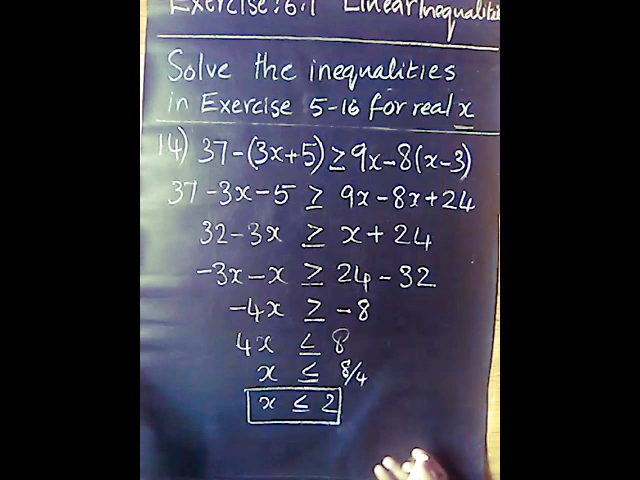 Exercise: 6.1 Linear Inequalities
Solve the inequalities
in Exercise 5-16 for real x
14) 37-(3x+5) ≥ 9x-8(x-3)
37-3x-5 ≥ 9x-8x+24
32-3x ≥ x+24
-3x-x ≥ 24-32
-4x ≥ -8
4x ≤ 8
x ≤ 8/4
x ≤ 2